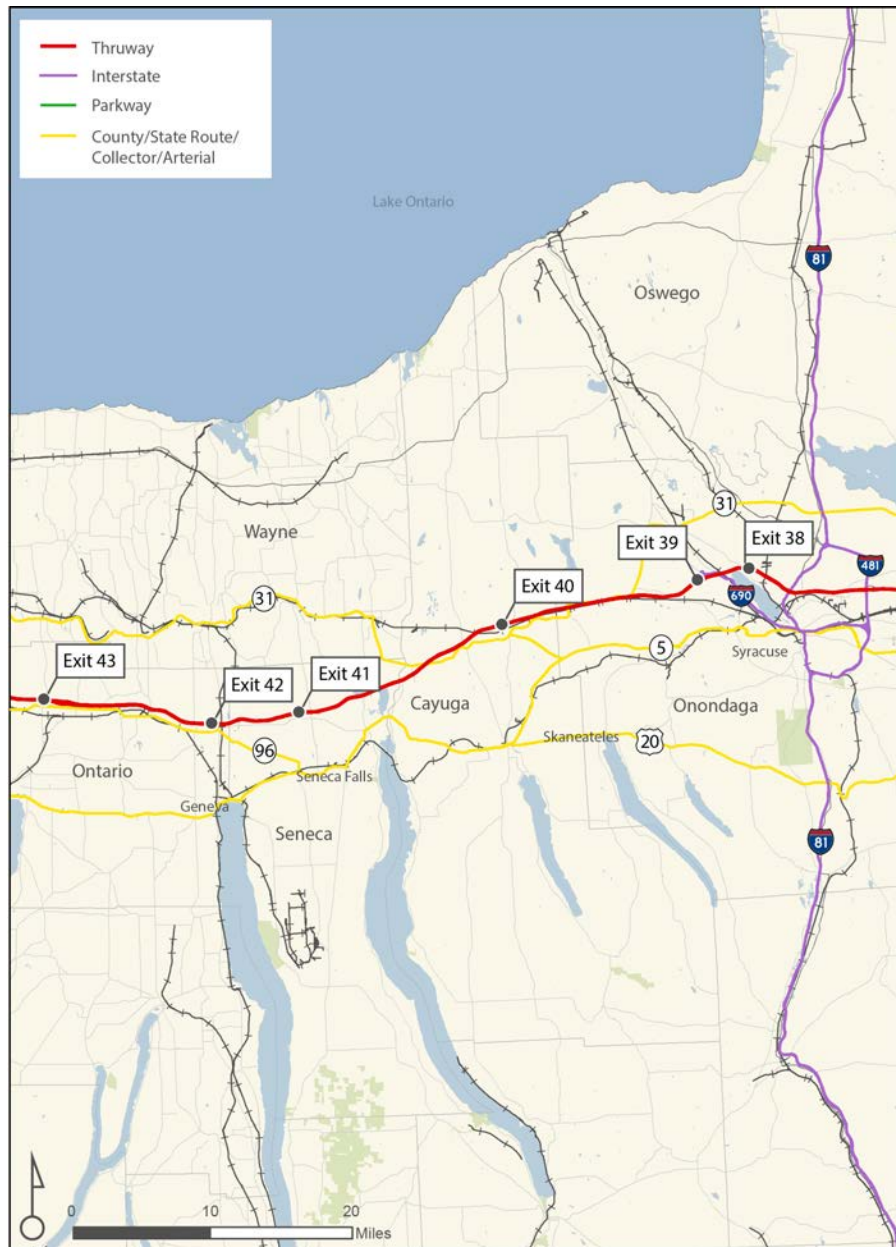 Thruway
Interstate
Parkway
County/State Route/
Collector/Arterial
Lake Ontario
81
Oswego
31
Wayne
Exit 39
Exit 38
481
31
Exit 40
690
5
Syracuse
Exit 43
Exit 42
Exit 41
Cayuga
Onondaga
Skaneateles
20
96
Ontario
Seneca Falls
Geneva
Seneca
81
0
10
20
Miles